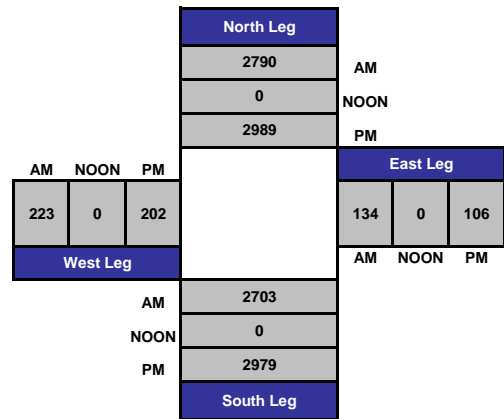 North Leg
2790 AM
0 NOON
2989 PM
AM NOON PM East Leg
223 0 202 134 0 106
West Leg AM NOON PM
AM 2703
NOON 0
PM 2979
South Leg